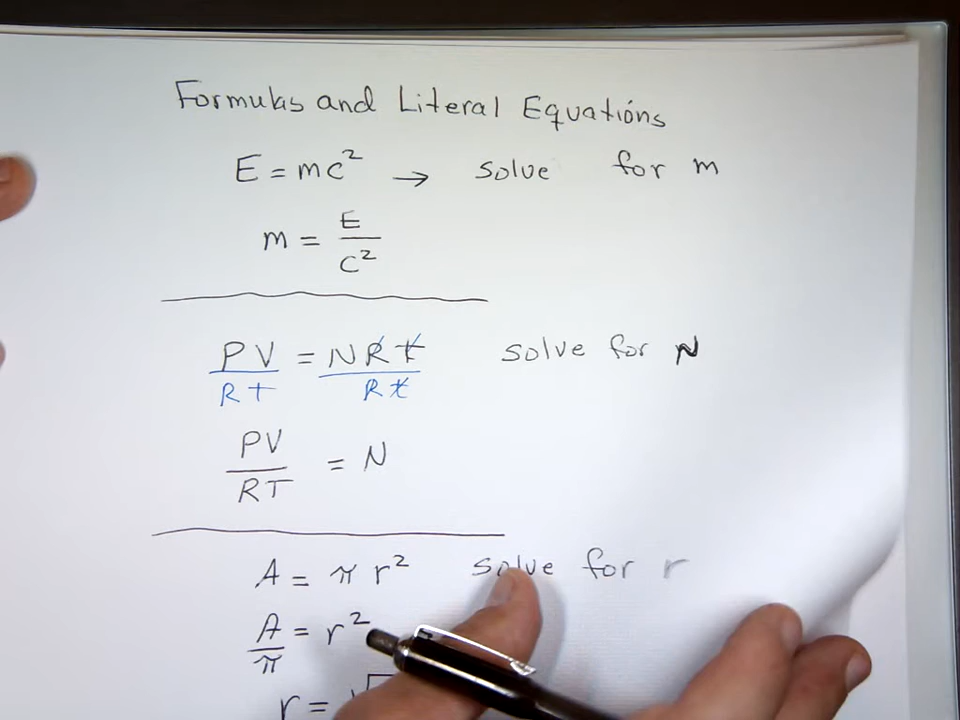 Formulas and Literal Equations
E = mc² → solve for m
m = E/c²
PV/RT = NRT/RT solve for N
PV/RT = N
A = π r² solve for r
A/π = r²
r = √